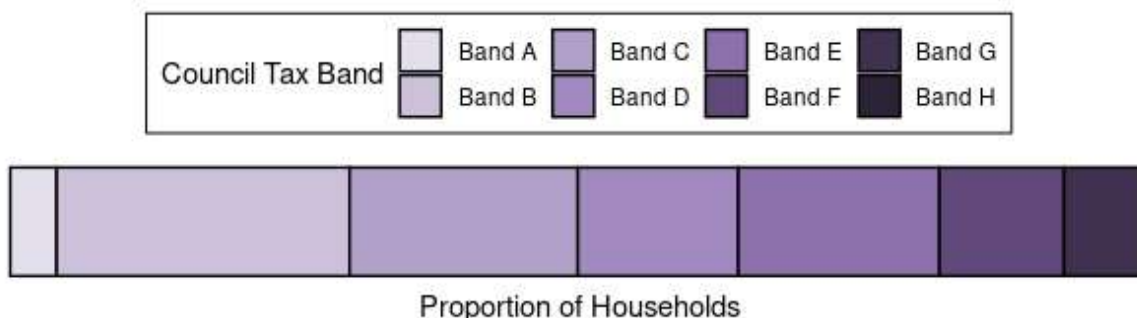 Council Tax Band
Band A
Band C
Band E
Band G
Band B
Band D
Band F
Band H
Proportion of Households